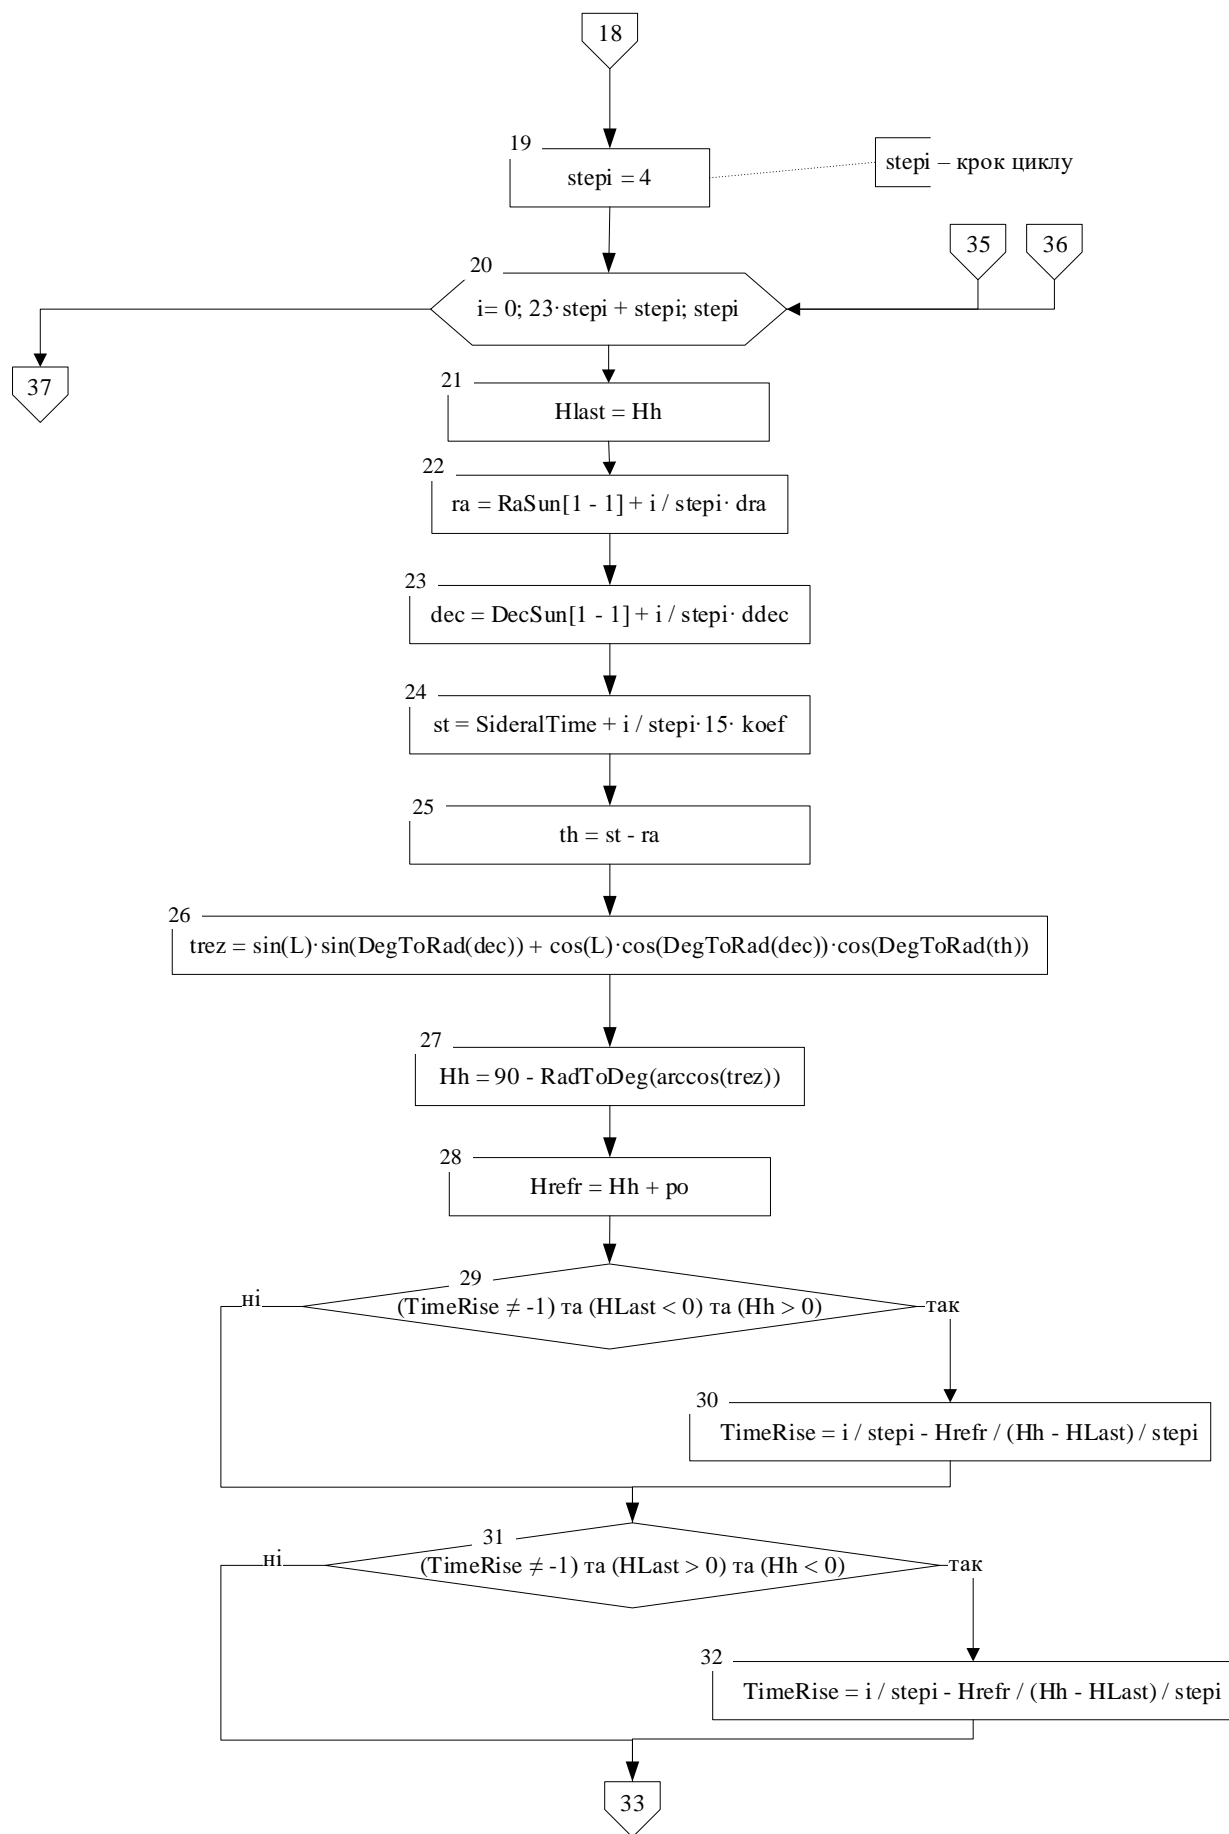 18
19
stepi = 4
stepi – крок циклу
35
36
20
i= 0; 23·stepi + stepi; stepi
37
21
Hlast = Hh
22
ra = RaSun[1 - 1] + i / stepi· dra
23
dec = DecSun[1 - 1] + i / stepi· ddec
24
st = SideralTime + i / stepi·15· koef
25
th = st - ra
26
trez = sin(L)·sin(DegToRad(dec)) + cos(L)·cos(DegToRad(dec))·cos(DegToRad(th))
27
Hh = 90 - RadToDeg(arccos(trez))
28
Hrefr = Hh + po
29
ні
(TimeRise ≠ -1) та (HLast < 0) та (Hh > 0)
так
30
TimeRise = i / stepi - Hrefr / (Hh - HLast) / stepi
31
ні
(TimeRise ≠ -1) та (HLast > 0) та (Hh < 0)
так
32
TimeRise = i / stepi - Hrefr / (Hh - HLast) / stepi
33